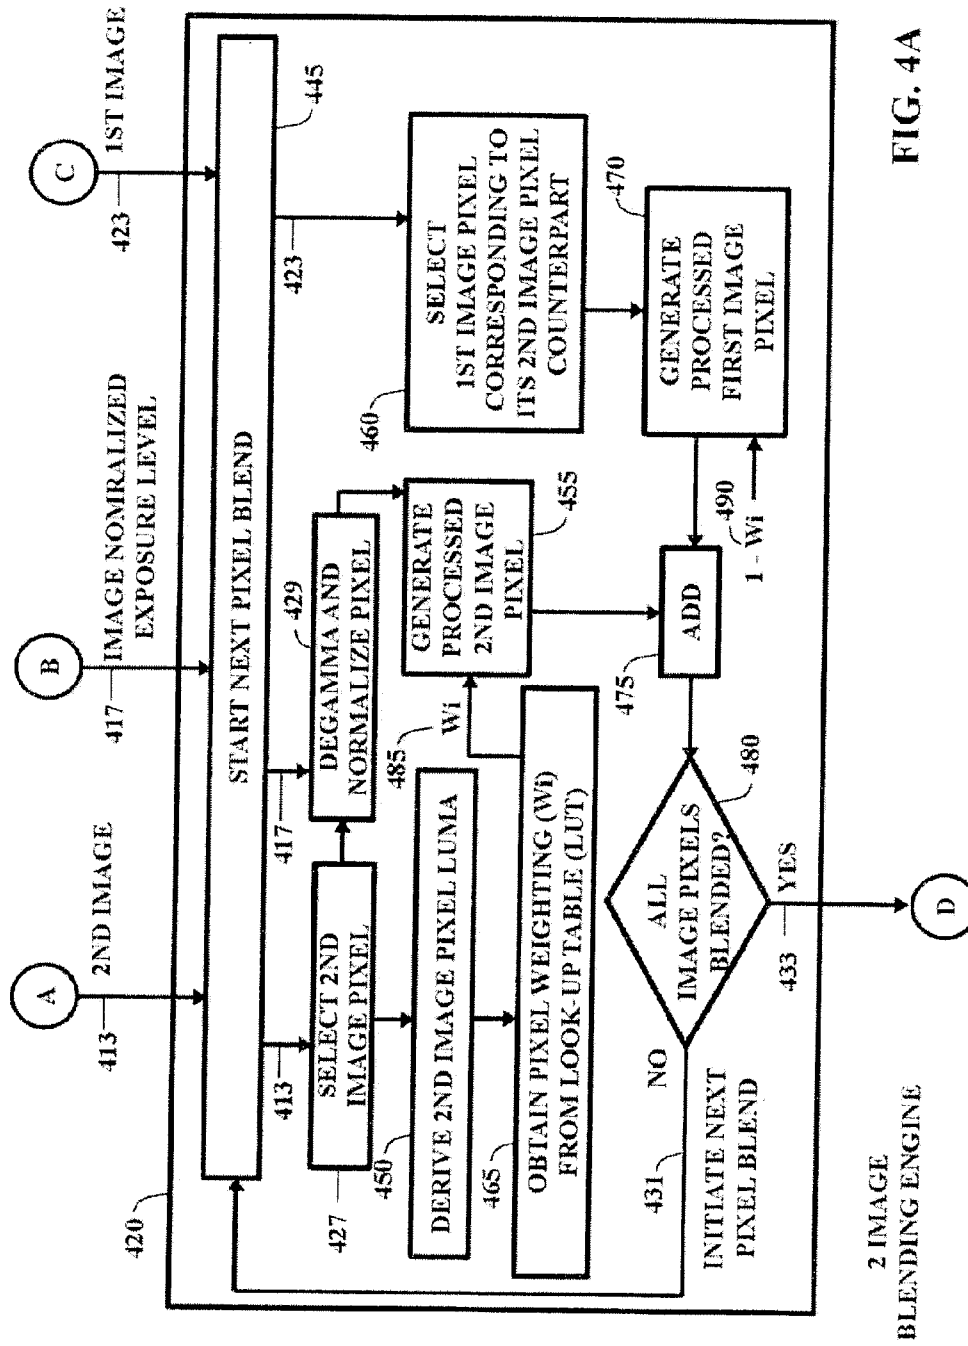 A
413
2ND IMAGE
B
417
IMAGE NOMRALIZED
EXPOSURE LEVEL
C
423
1ST IMAGE
420
START NEXT PIXEL BLEND
445
413
417
423
427
SELECT 2ND
IMAGE PIXEL
DEGAMMA AND
NORMALIZE PIXEL
429
450
DERIVE 2ND IMAGE PIXEL LUMA
485
Wi
GENERATE
PROCESSED
2ND IMAGE
PIXEL
455
460
SELECT
1ST IMAGE PIXEL
CORRESPONDING TO
ITS 2ND IMAGE PIXEL
COUNTERPART
465
OBTAIN PIXEL WEIGHTING (Wi)
FROM LOOK-UP TABLE (LUT)
GENERATE
PROCESSED
FIRST IMAGE
PIXEL
470
475
ADD
490
1 - Wi
431
NO
INITIATE NEXT
PIXEL BLEND
ALL
IMAGE PIXELS
BLENDED?
480
433
YES
D
2 IMAGE
BLENDING ENGINE
FIG. 4A